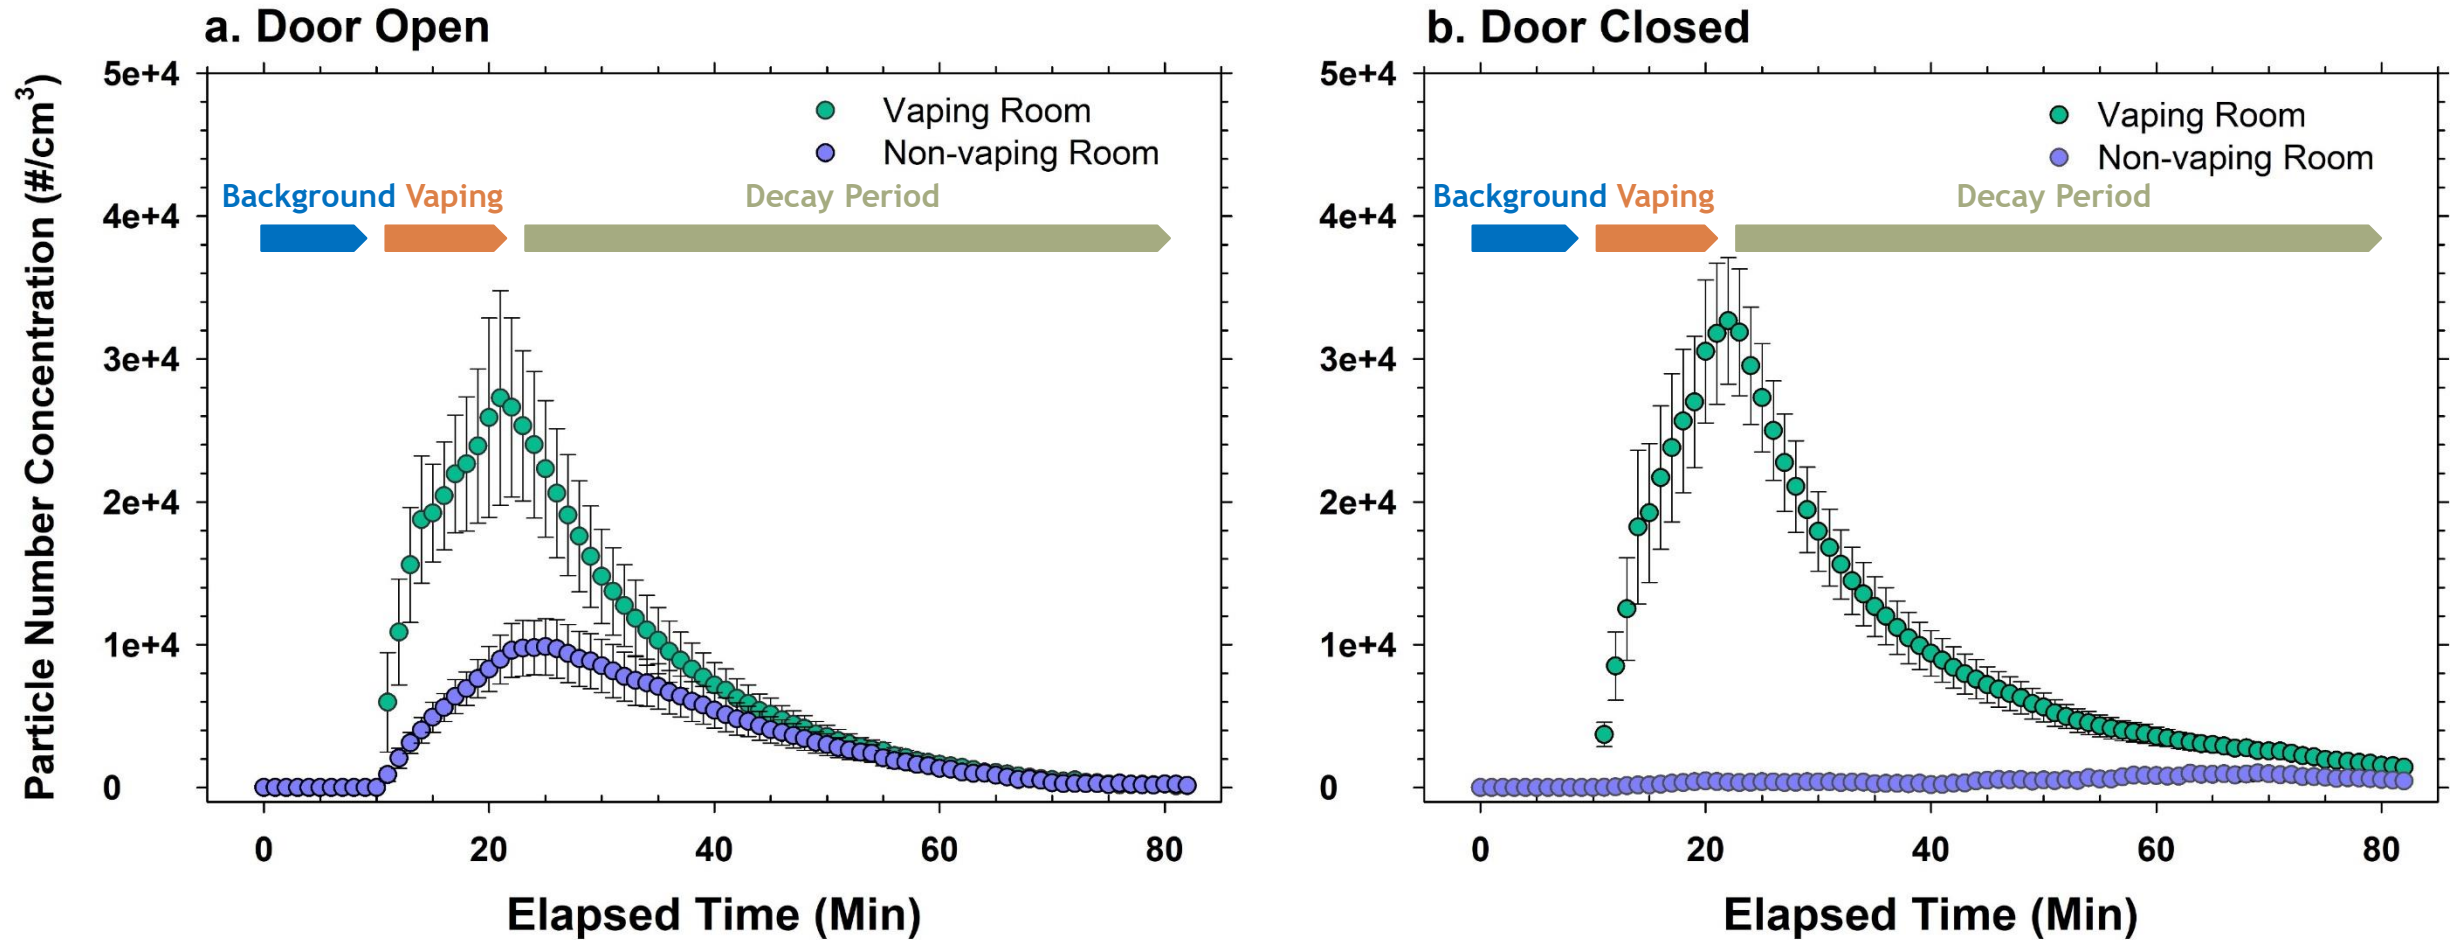 a. Door Open
Particle Number Concentration (#/cm³)
5e+4
4e+4
3e+4
2e+4
1e+4
0
Vaping Room
Non-vaping Room
Background Vaping Decay Period
0 20 40 60 80
Elapsed Time (Min)
b. Door Closed
5e+4
4e+4
3e+4
2e+4
1e+4
0
Vaping Room
Non-vaping Room
Background Vaping Decay Period
0 20 40 60 80
Elapsed Time (Min)